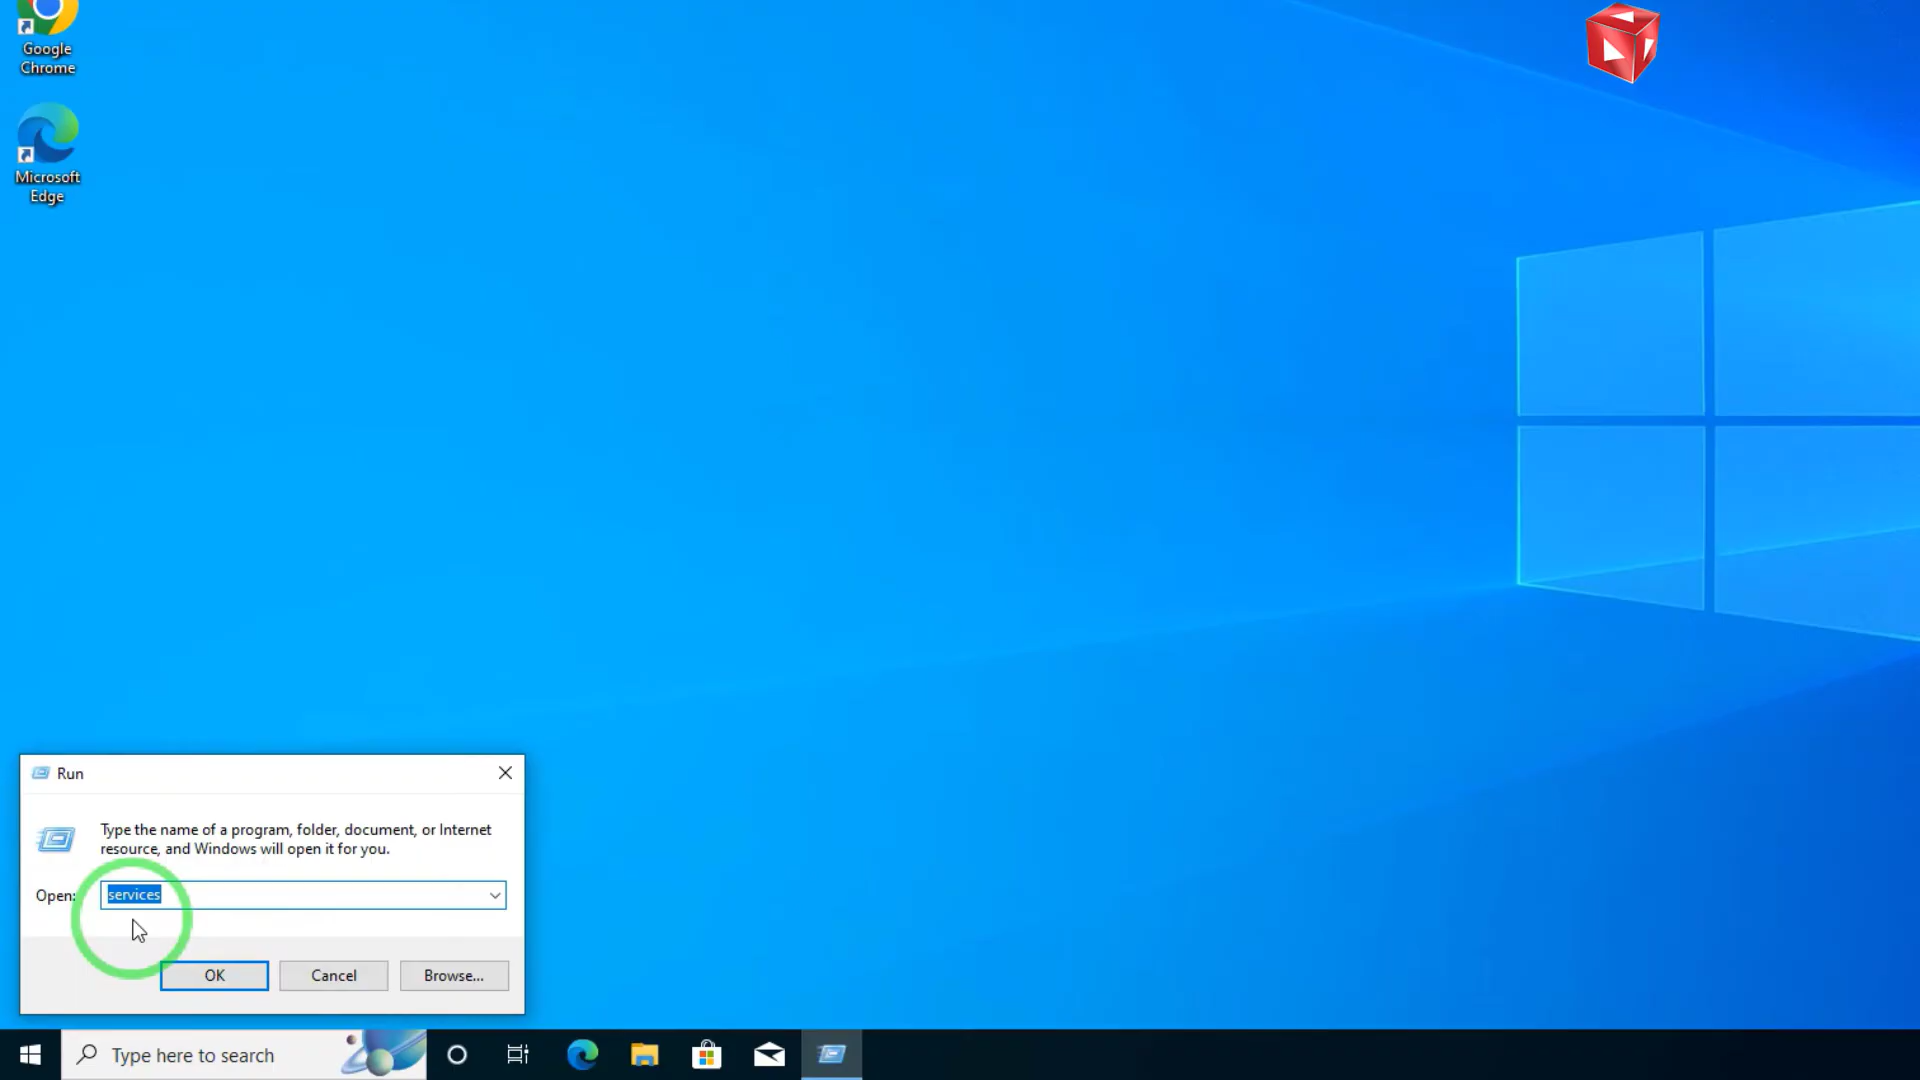 Google
Chrome
Microsoft
Edge
Run
Type the name of a program, folder, document, or Internet
resource, and Windows will open it for you.
Open:
services
OK
Cancel
Browse...
Type here to search